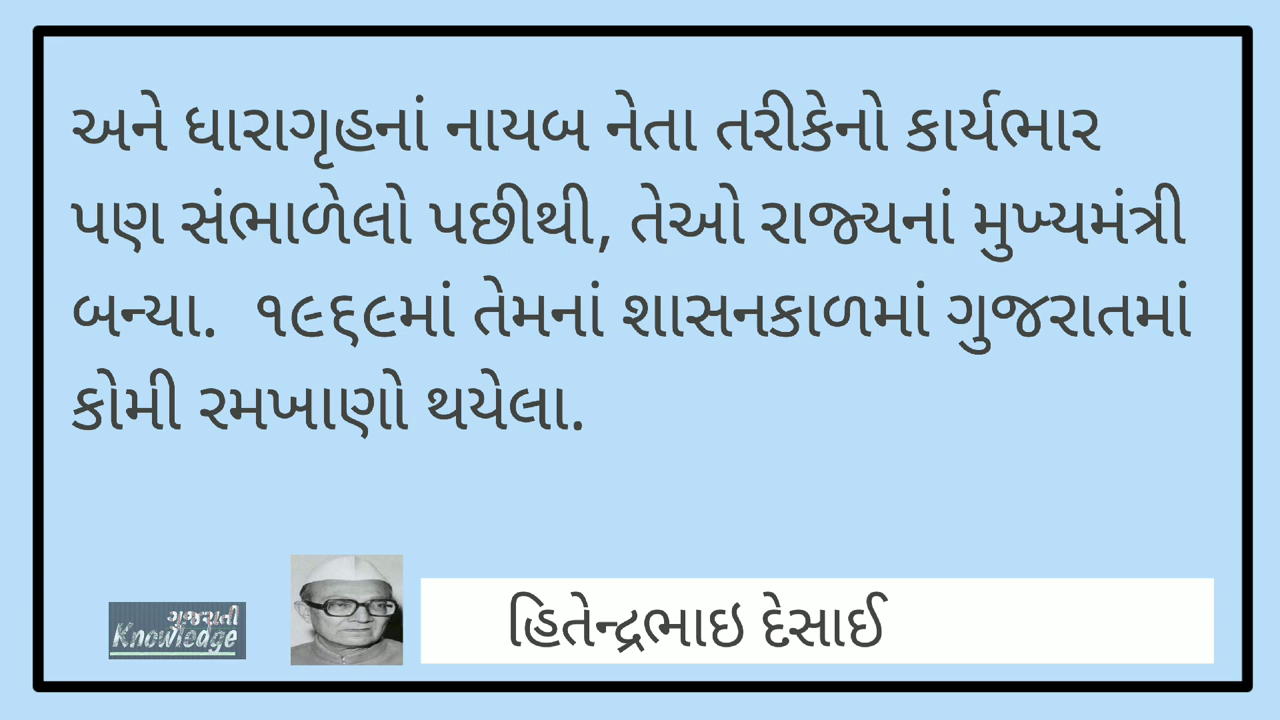 અને ધારાગૃહનાં નાયબ નેતા તરીકેનો કાર્યભાર
પણ સંભાળેલો પછીથી, તેઓ રાજ્યનાં મુખ્યમંત્રી
બન્યા. ૧૯૬૯માં તેમનાં શાસનકાળમાં ગુજરાતમાં
કોમી રમખાણો થયેલા.
ગુજરાતી
Knowledge
હિતેન્દ્રભાઇ દેસાઈ